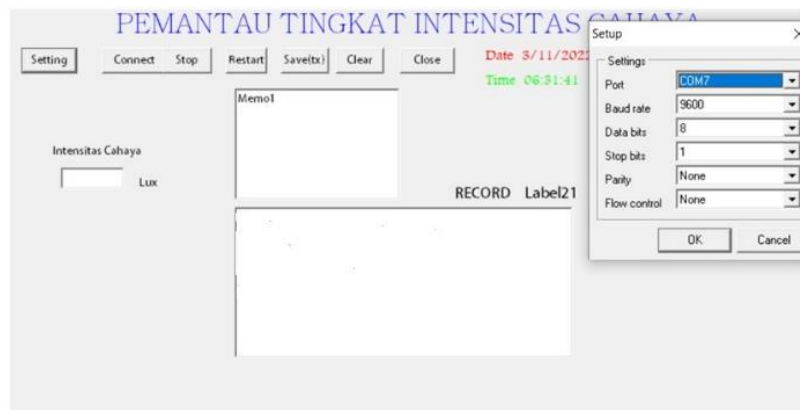 PEMANTAU TINGKAT INTENSITAS CAHAYA
Setting Connect Stop Restart Save(tx) Clear Close
Date 3/11/2022
Time 06:31:41
Memo1
Intensitas Cahaya
Lux
RECORD Label21
Setup
Settings
Port COM7
Baud rate 9600
Data bits 8
Stop bits 1
Parity None
Flow control None
OK Cancel